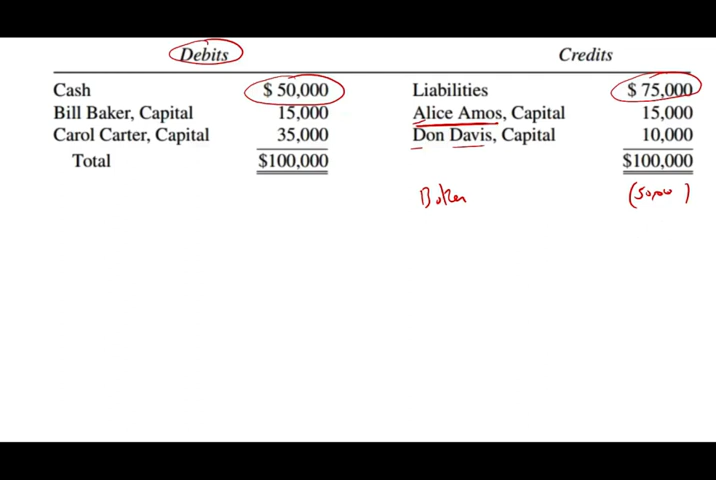 Debits Credits
Cash $ 50,000 Liabilities $ 75,000
Bill Baker, Capital 15,000 Alice Amos, Capital 15,000
Carol Carter, Capital 35,000 Don Davis, Capital 10,000
Total $100,000 $100,000
Baker